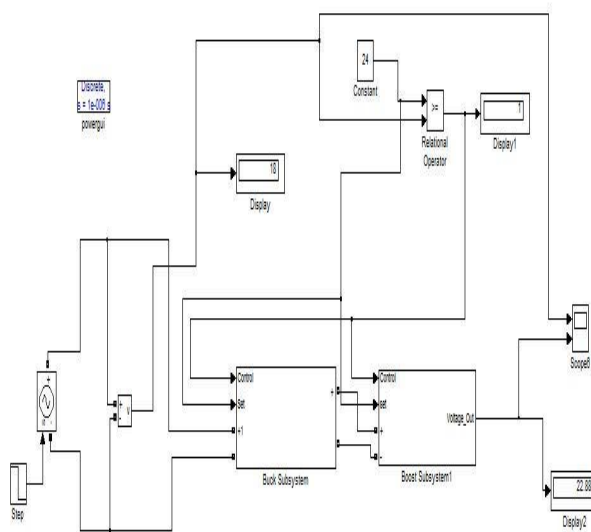 Discrete,
s = 1e-006 s
powergui
24
Constant
>=
Relational
Operator
1
Display1
18
Display
Scope6
+
-
Step
+
-
v
Control
Set
+1
+
Buck Subsystem
Control
set
+
-
Voltage_Out
Boost Subsystem1
22.88
Display2